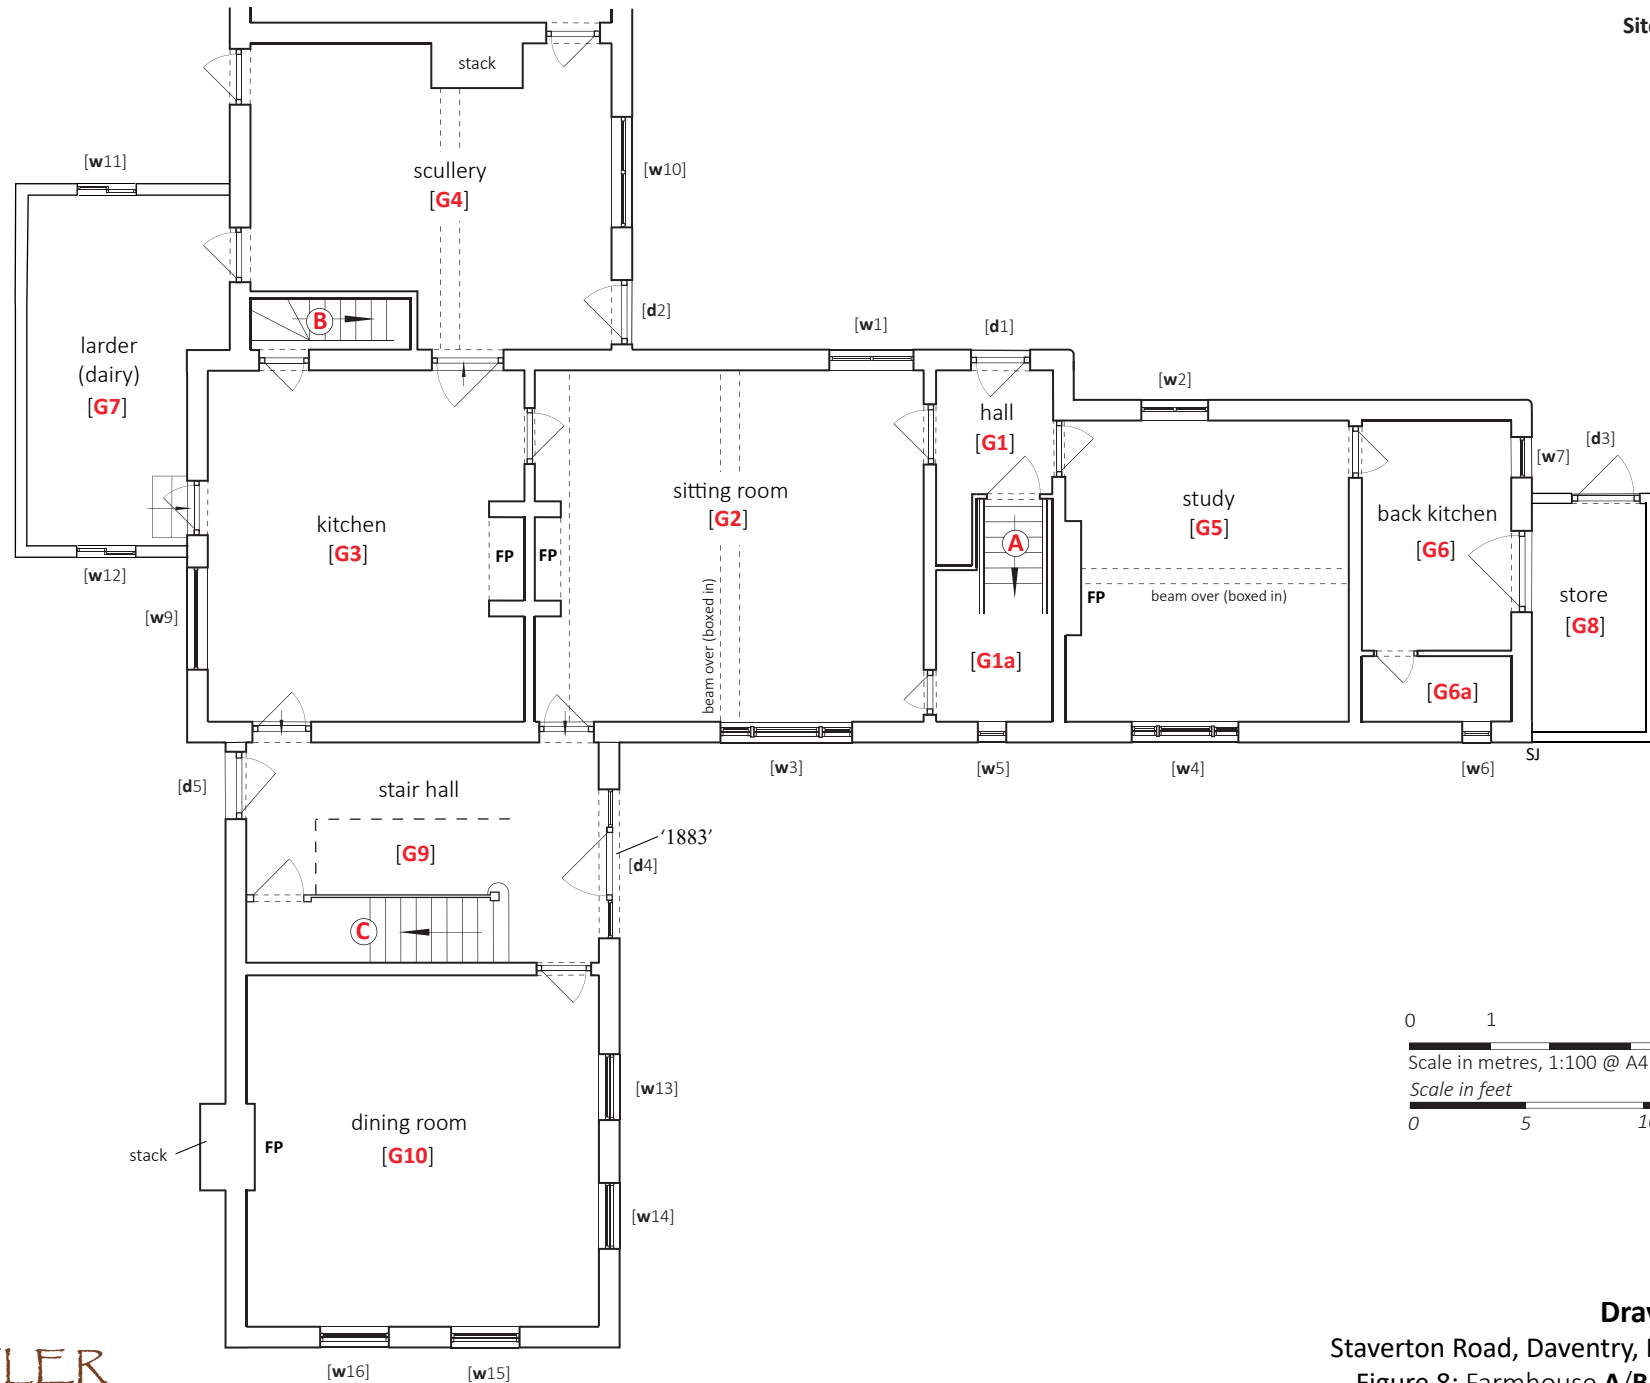 Site
stack
[w11]
scullery
[G4]
[w10]
[d2]
B
larder
(dairy)
[G7]
[w1]
[d1]
hall
[G1]
[w2]
[w7]
[d3]
sitting room
[G2]
study
[G5]
back kitchen
[G6]
kitchen
[G3]
FP
FP
A
[w12]
[w9]
beam over (boxed in)
FP
beam over (boxed in)
store
[G8]
[G1a]
[G6a]
[w3]
[w5]
[w4]
[w6]
SJ
[d5]
stair hall
[G9]
'1883'
[d4]
C
0 1
Scale in metres, 1:100 @ A4
Scale in feet
0 5
[w13]
dining room
[G10]
stack
FP
[w14]
[w16]
[w15]
Staverton Road, Daventry,
Figure 8: Farmhouse A/B